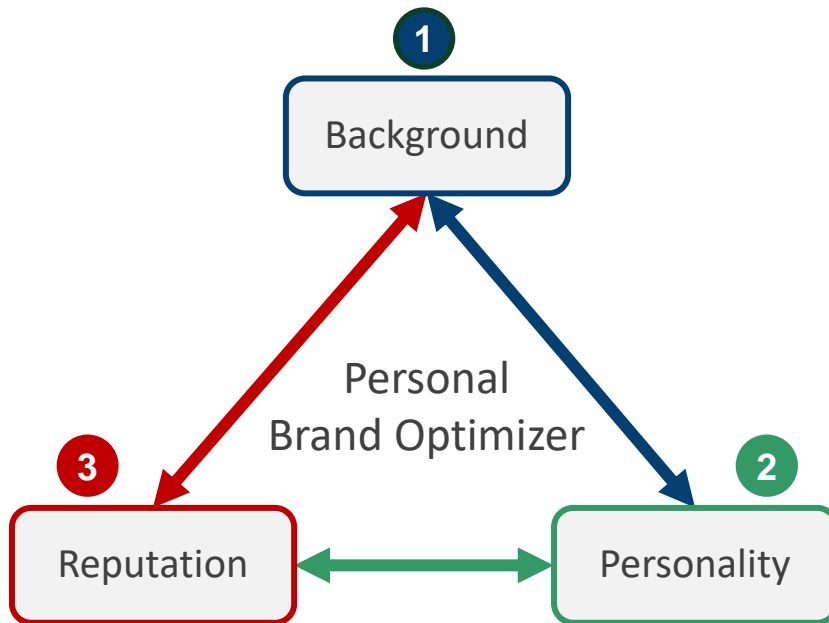 1
Background
Personal
Brand Optimizer
3
2
Reputation
Personality